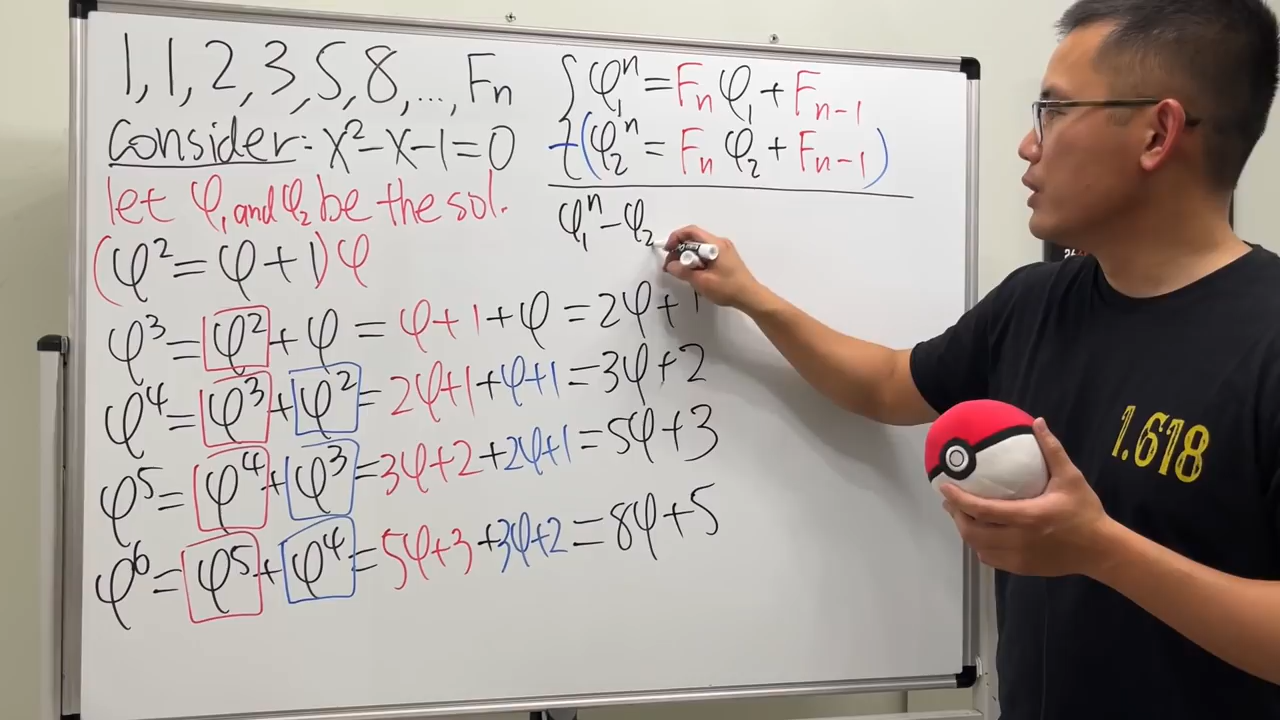 1, 1, 2, 3, 5, 8, ..., Fn
consider: x²-x-1=0
let φ₁ and φ₂ be the sol.
(φ²=φ+1)φ
φ³=φ²+φ=φ+1+φ=2φ+1
φ⁴=φ³+φ²=2φ+1+φ+1=3φ+2
φ⁵=φ⁴+φ³=3φ+2+2φ+1=5φ+3
φ⁶=φ⁵+φ⁴=5φ+3+3φ+2=8φ+5
φ₁ⁿ=Fnφ₁+Fn-1
-(φ₂ⁿ=Fnφ₂+Fn-1)
φ₁ⁿ-φ₂
1.618